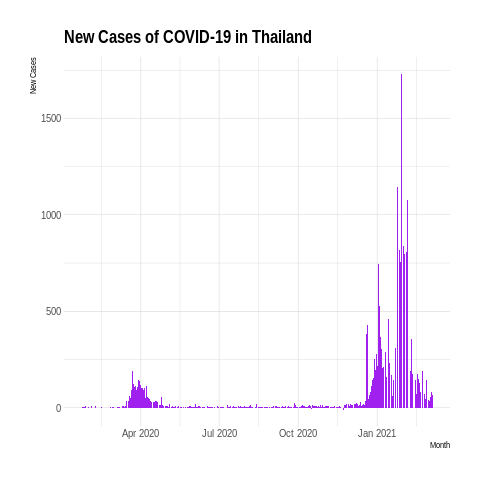 New Cases of COVID-19 in Thailand
New Cases
1500
1000
500
0
Apr 2020 Jul 2020 Oct 2020 Jan 2021
Month